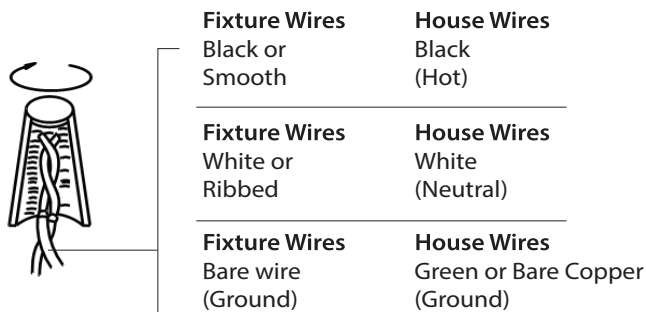 Fixture Wires House Wires
Black or Black
Smooth (Hot)
Fixture Wires House Wires
White or White
Ribbed (Neutral)
Fixture Wires House Wires
Bare wire Green or Bare Copper
(Ground) (Ground)